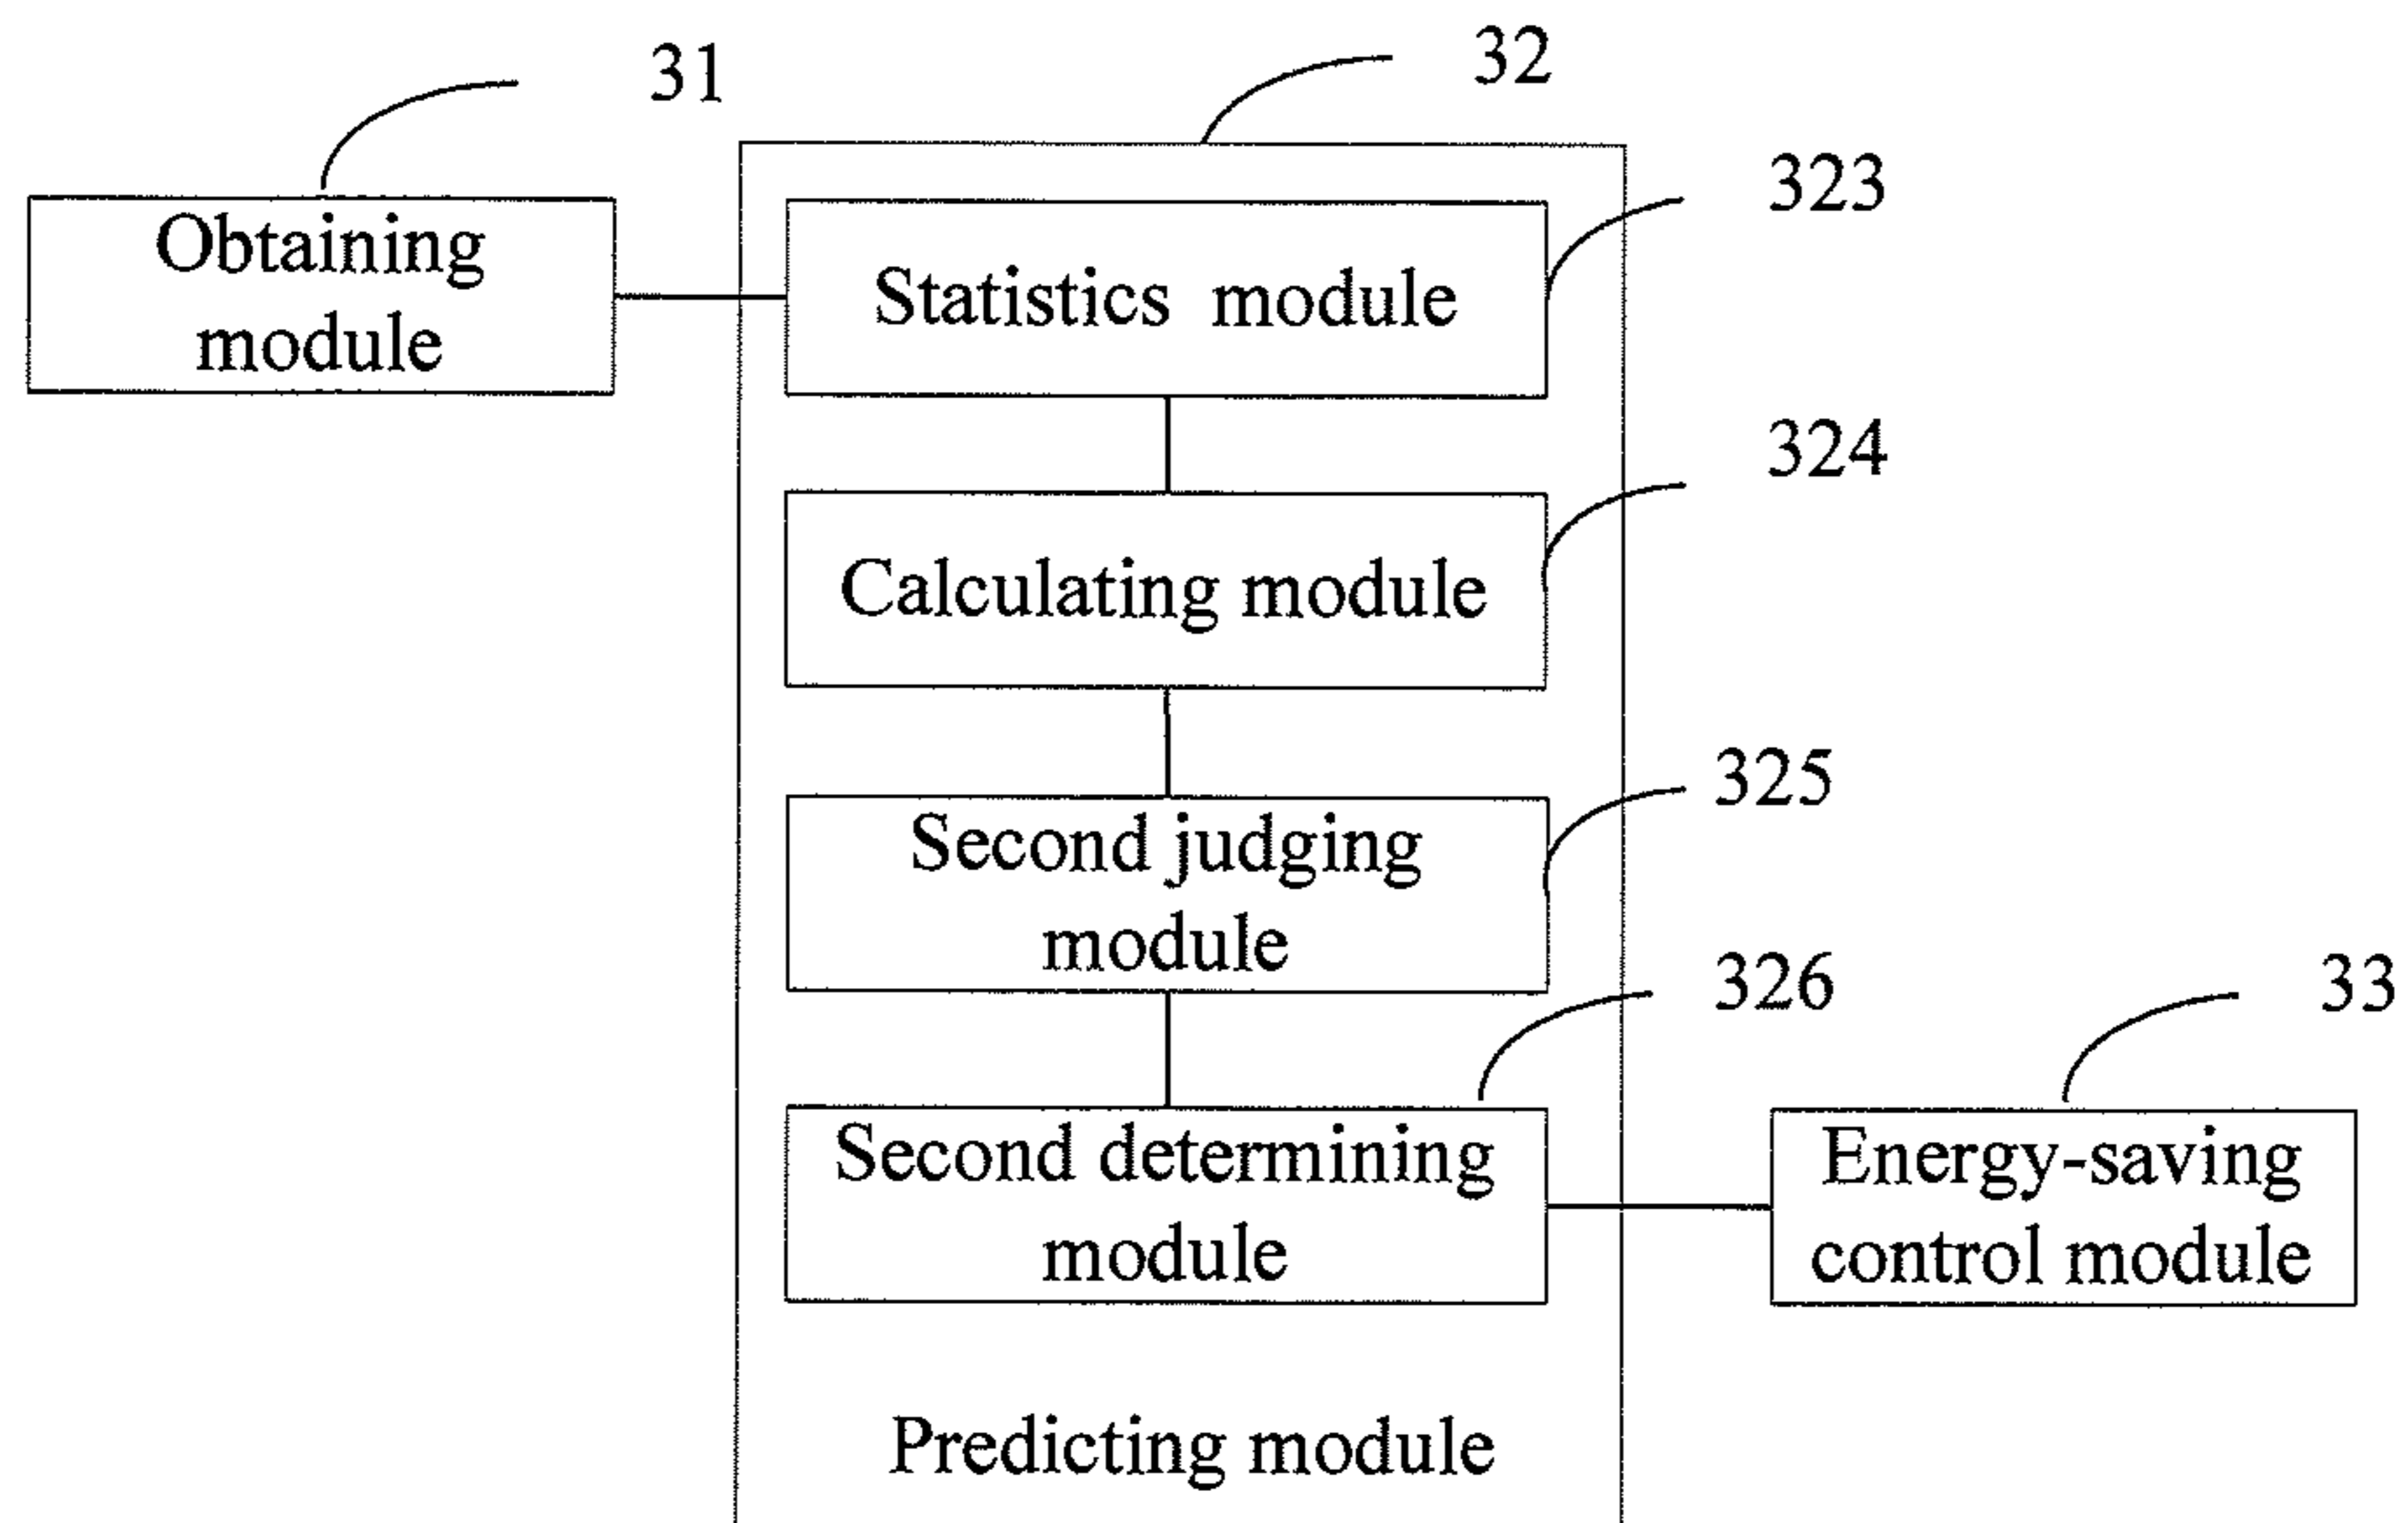 31
32
Obtaining
module
323
Statistics module
324
Calculating module
325
Second judging
module
326
33
Second determining
module
Energy-saving
control module
Predicting module